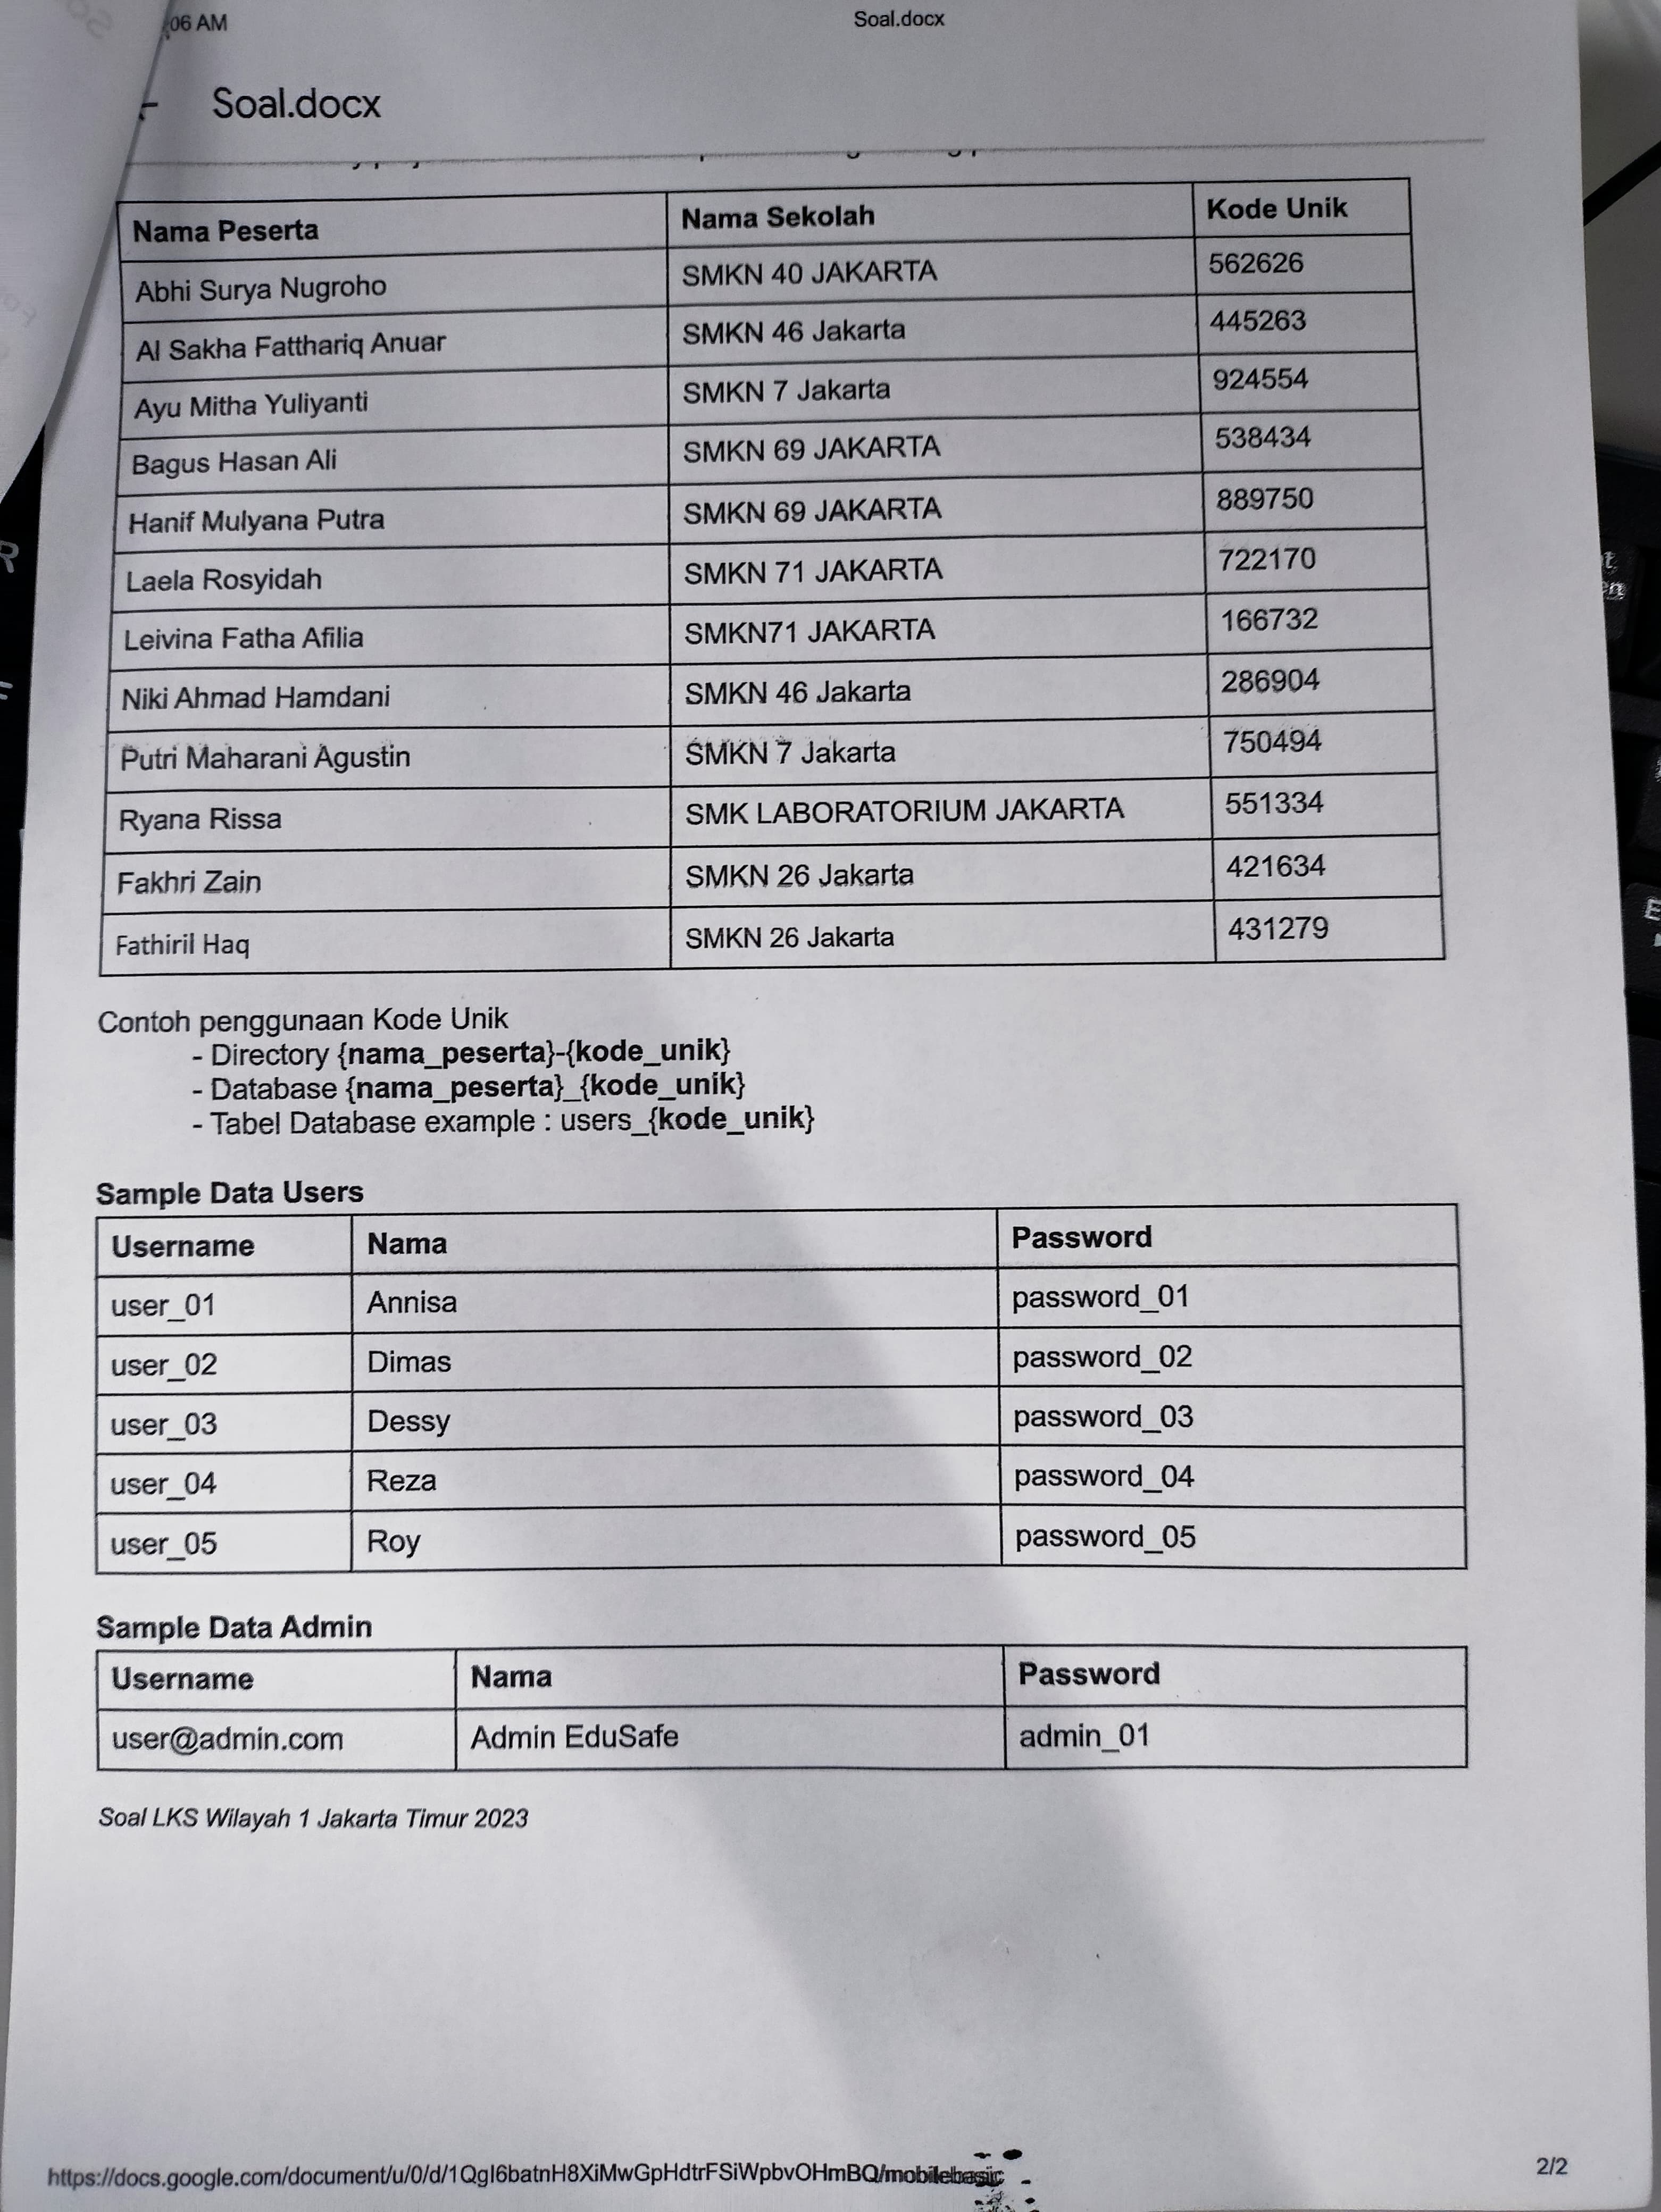 06 AM
Soal.docx
Soal.docx
Nama Peserta Nama Sekolah Kode Unik
Abhi Surya Nugroho SMKN 40 JAKARTA 562626
Al Sakha Fatthariq Anuar SMKN 46 Jakarta 445263
Ayu Mitha Yuliyanti SMKN 7 Jakarta 924554
Bagus Hasan Ali SMKN 69 JAKARTA 538434
Hanif Mulyana Putra SMKN 69 JAKARTA 889750
Laela Rosyidah SMKN 71 JAKARTA 722170
Leivina Fatha Afilia SMKN71 JAKARTA 166732
Niki Ahmad Hamdani SMKN 46 Jakarta 286904
Putri Maharani Agustin SMKN 7 Jakarta 750494
Ryana Rissa SMK LABORATORIUM JAKARTA 551334
Fakhri Zain SMKN 26 Jakarta 421634
Fathiril Haq SMKN 26 Jakarta 431279
Contoh penggunaan Kode Unik
- Directory {nama_peserta}-{kode_unik}
- Database {nama_peserta}_{kode_unik}
- Tabel Database example : users_{kode_unik}
Sample Data Users
Username Nama Password
user_01 Annisa password_01
user_02 Dimas password_02
user_03 Dessy password_03
user_04 Reza password_04
user_05 Roy password_05
Sample Data Admin
Username Nama Password
user@admin.com Admin EduSafe admin_01
Soal LKS Wilayah 1 Jakarta Timur 2023
https://docs.google.com/document/u/0/d/1QgI6batnH8XiMwGpHdtrFSiWpbvOHmBQ/mobilebasic
2/2